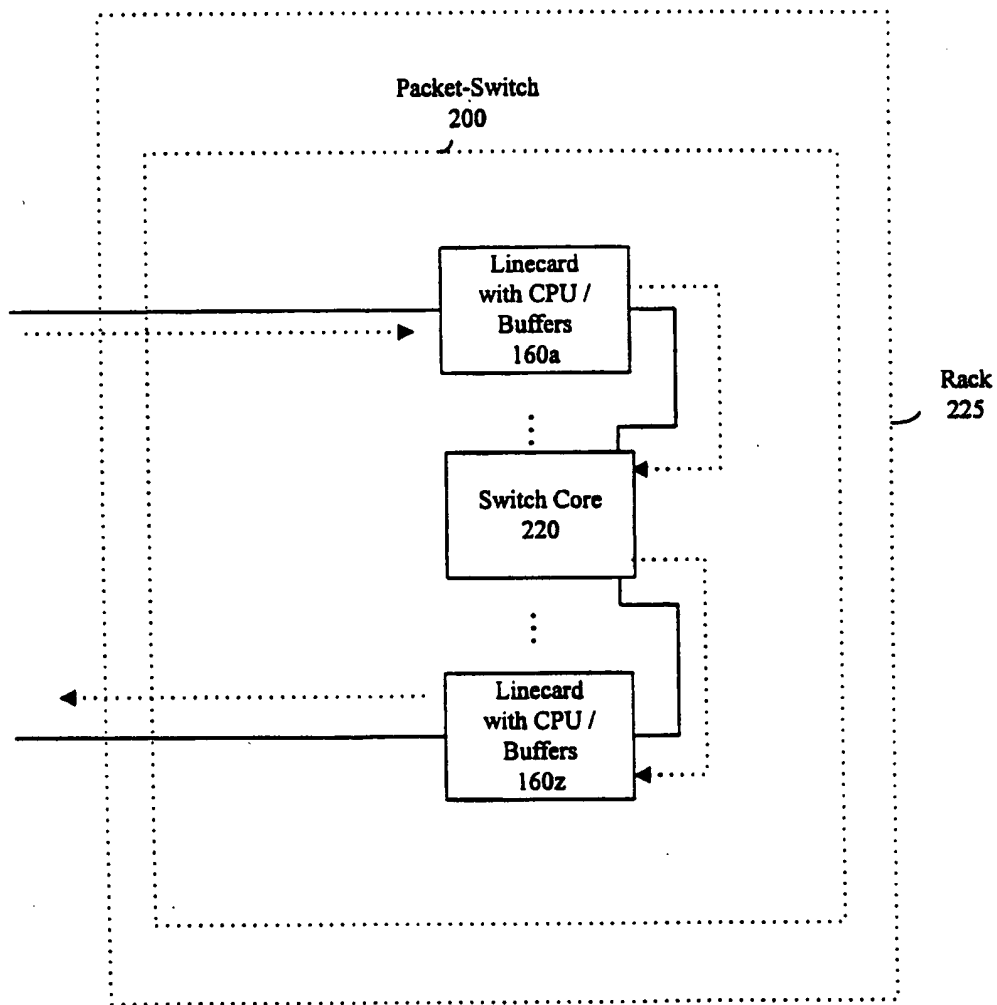 Packet-Switch
200
Linecard
with CPU /
Buffers
160a
Rack
225
Switch Core
220
Linecard
with CPU /
Buffers
160z